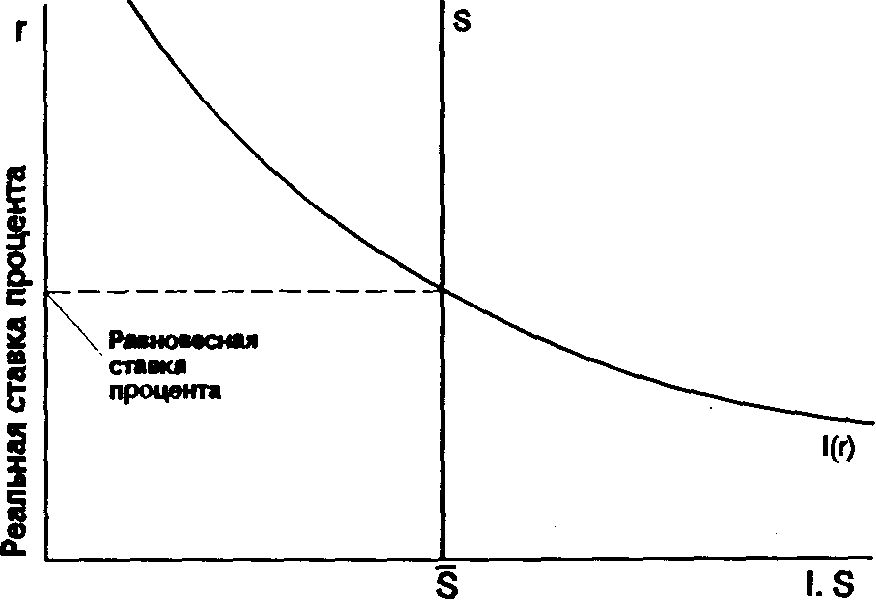 r
S
Реальная ставка процента
Равновесная
ставка
процента
I(r)
S̅
I. S